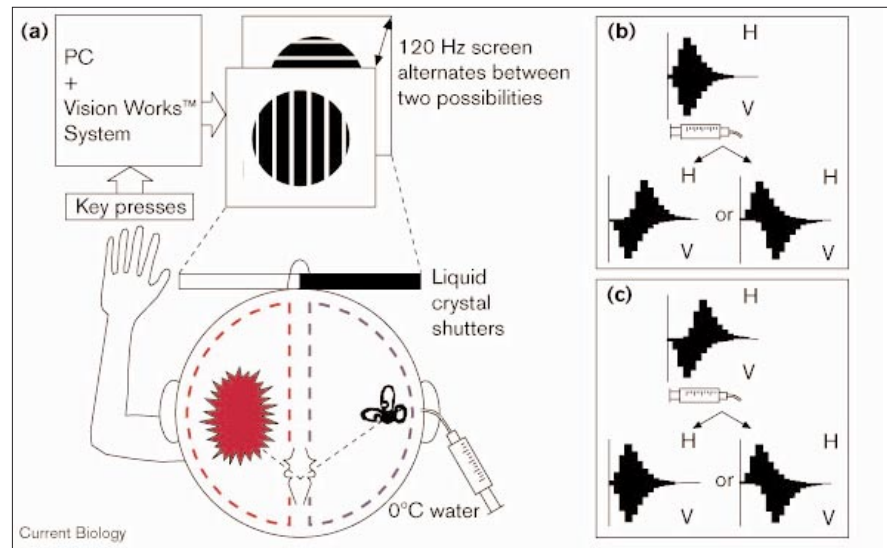 (a)
PC
+
Vision Works™
System
Key presses
120 Hz screen
alternates between
two possibilities
Liquid
crystal
shutters
0°C water
Current Biology
(b)
H
V
H
V
or
H
V
(c)
H
V
H
V
or
H
V